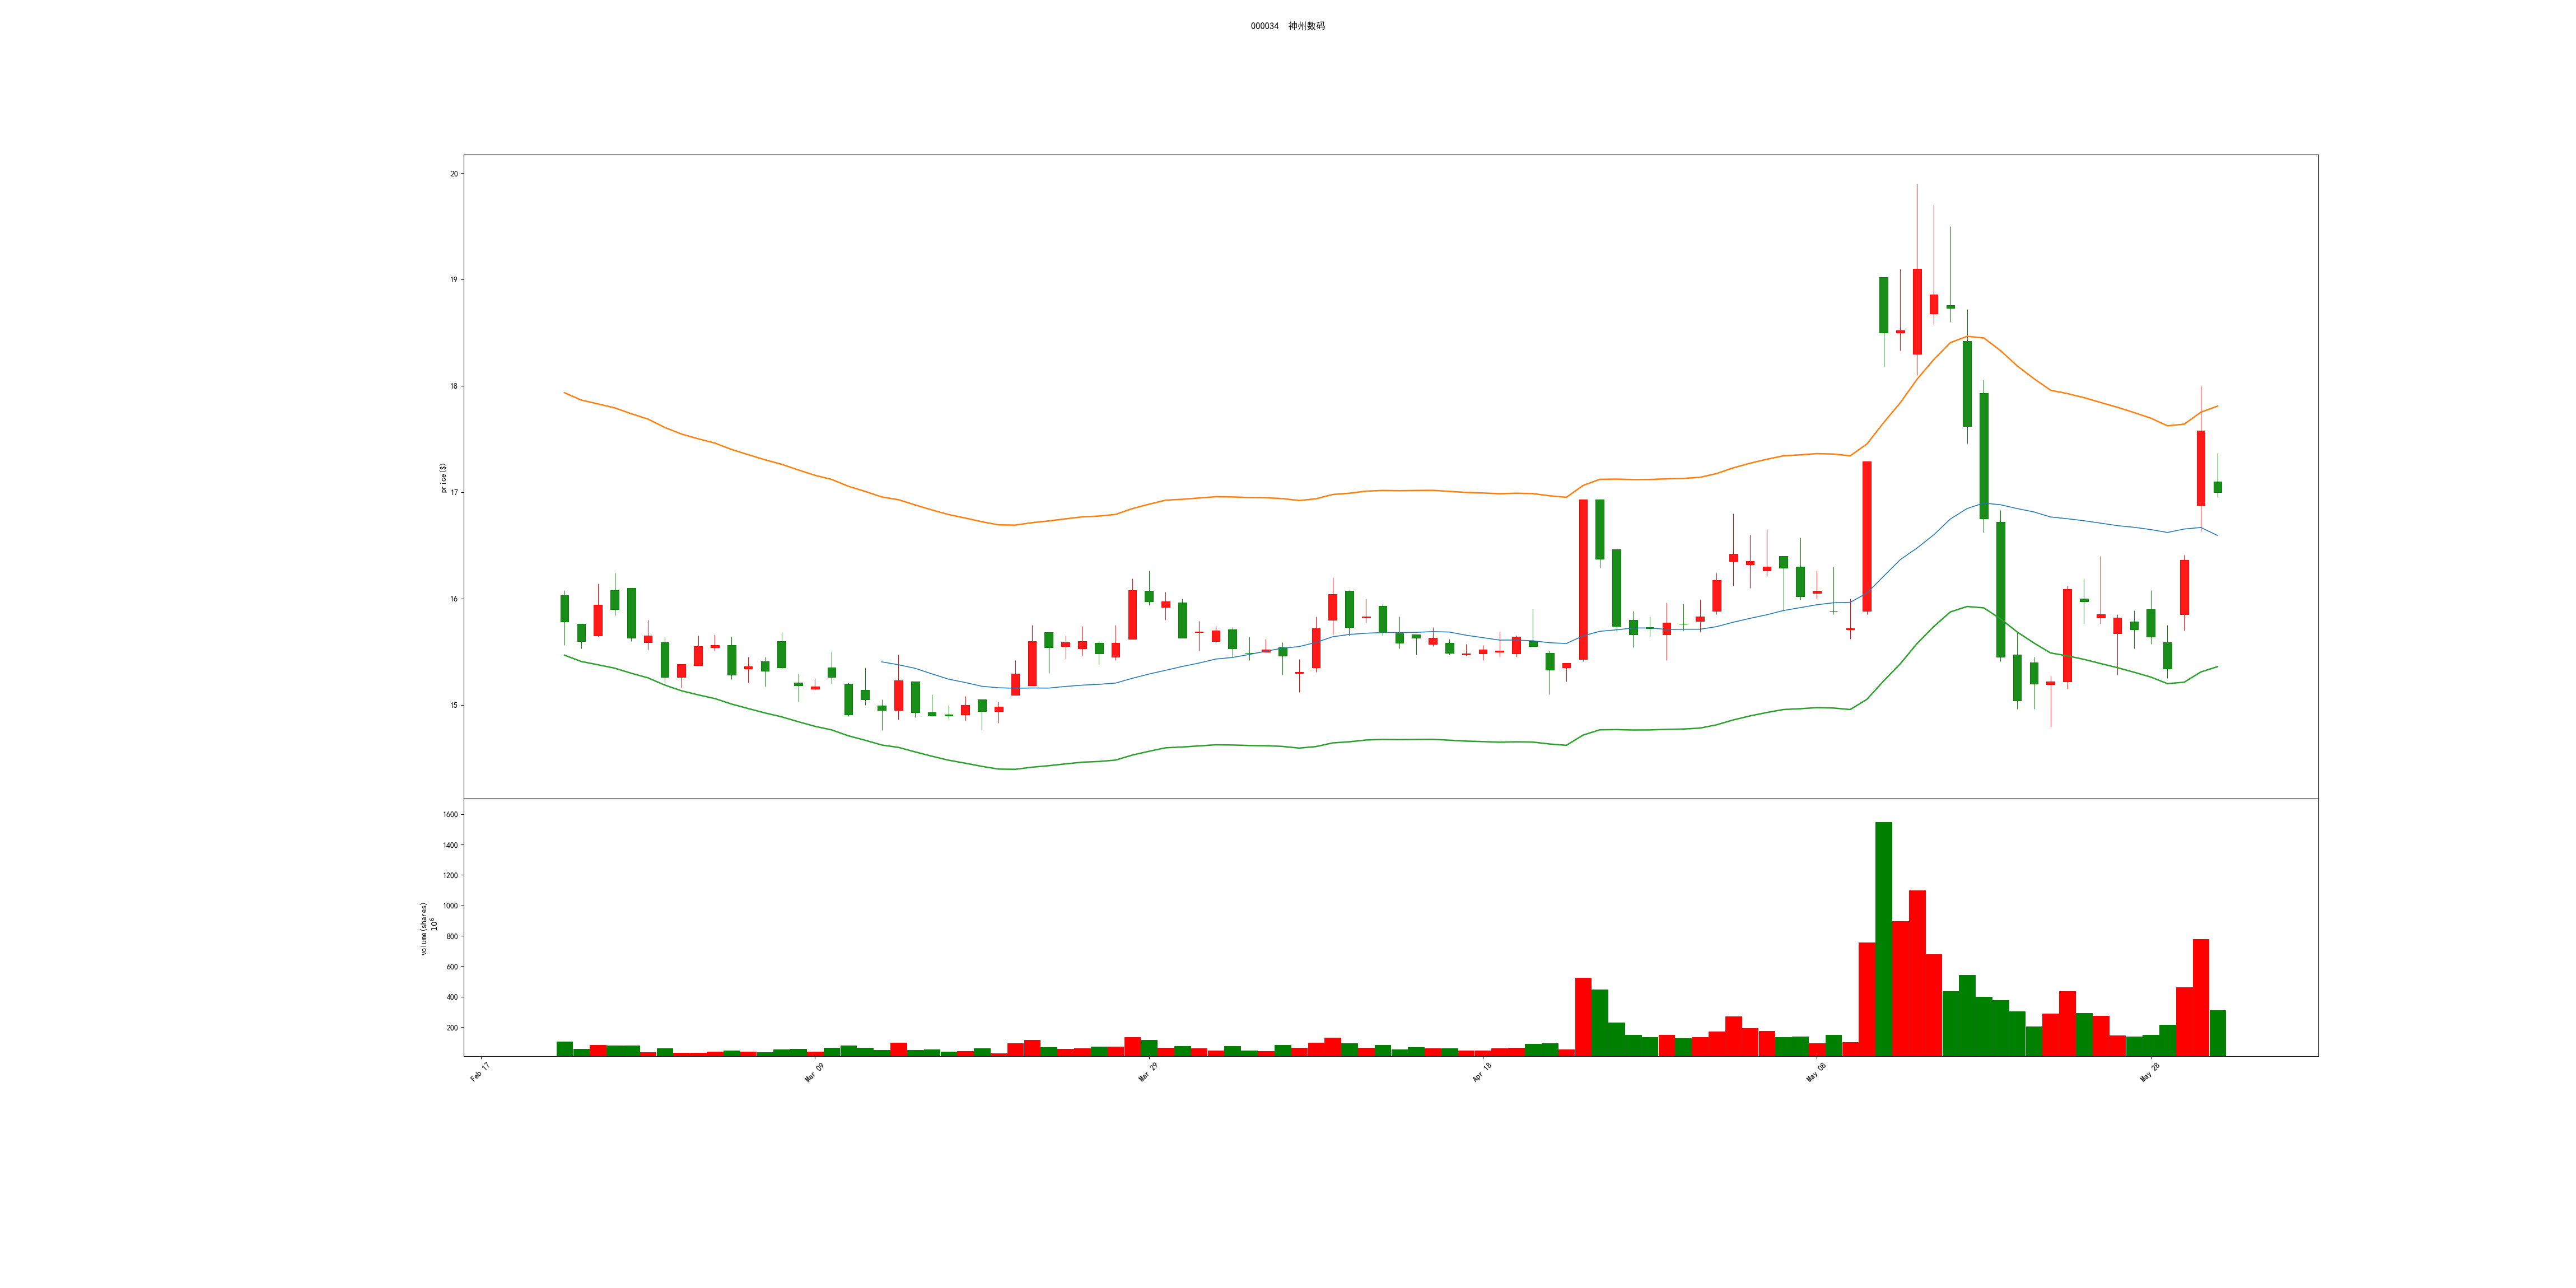 000034 神州数码
price($)
20
19
18
17
16
15
volume(shares)
10^6
1600
1400
1200
1000
800
600
400
200
Feb 17
Mar 09
Mar 29
Apr 18
May 08
May 28